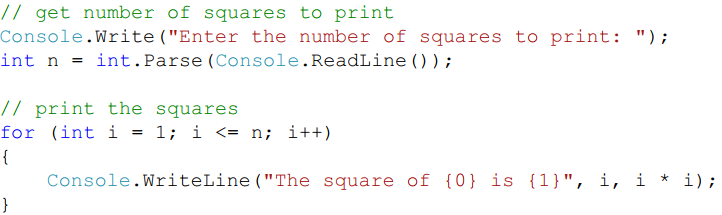 // get number of squares to print
Console.Write("Enter the number of squares to print: ");
int n = int.Parse(Console.ReadLine());

// print the squares
for (int i = 1; i <= n; i++)
{
    Console.WriteLine("The square of {0} is {1}", i, i * i);
}